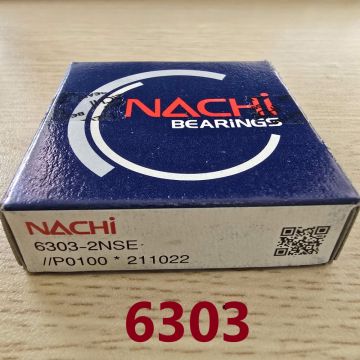 NACHI
BEARINGS
NACHI
6303-2NSE
//P0100 * 211022
6303